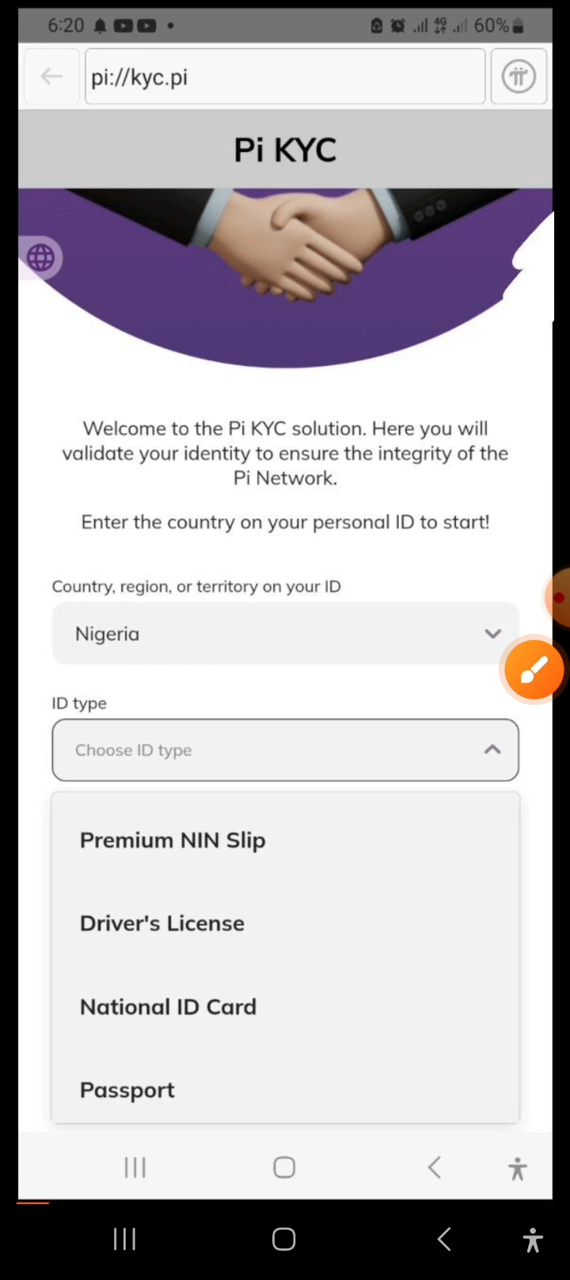 6:20
4G
60%
pi://kyc.pi
Pi KYC
Welcome to the Pi KYC solution. Here you will
validate your identity to ensure the integrity of the
Pi Network.
Enter the country on your personal ID to start!
Country, region, or territory on your ID
Nigeria
ID type
Choose ID type
Premium NIN Slip
Driver's License
National ID Card
Passport